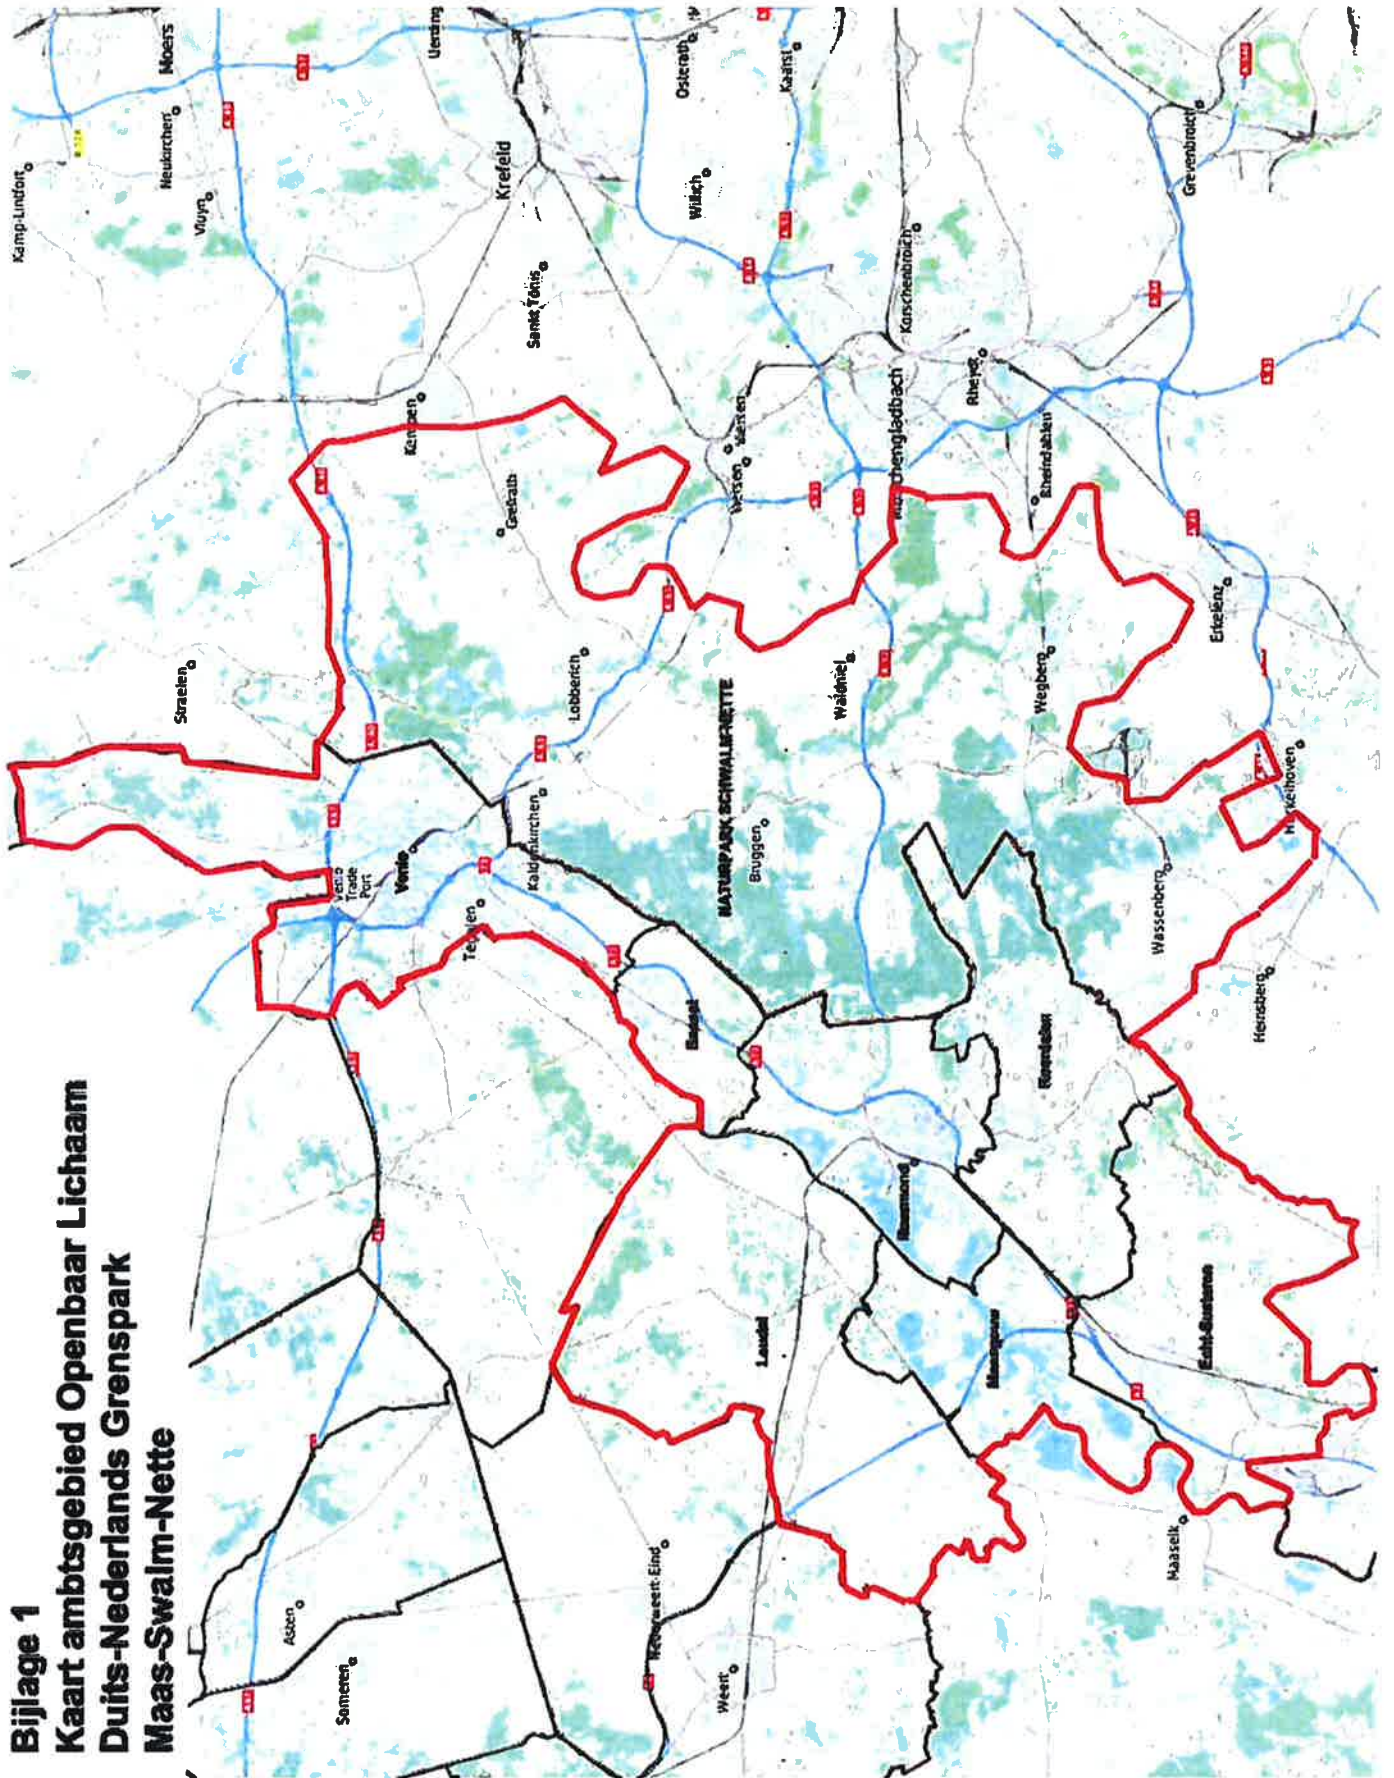 Bijlage 1
Kaart ambtsgebied Openbaar Lichaam
Duits-Nederlands Grenspark
Maas-Swalm-Nette
Kamp-Lintfort
Moers
Neukirchen
Vluyn
Krefeld
Osterath
Kaarst
Willich
Sankt Tönis
Grevenbroich
Korschenbroich
Kempen
Viersen
Rheydt
Mönchengladbach
Rheindahlen
Grefrath
Straelen
Lobberich
Waldniel
Wegberg
Erkelenz
Kaldenkirchen
NATURPARK SCHWALM-NETTE
Brüggen
Hückelhoven
Wassenberg
Heinsberg
Venlo
Trade
Port
Venlo
Tegelen
Beesel
Roermond
Roerdalen
Leudal
Maasgouw
Echt-Susteren
Maaseik
Nederweert-Eind
Weert
Asten
Someren